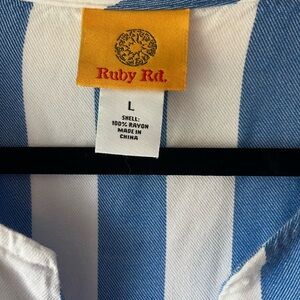 Ruby Rd.
L
SHELL:
100% RAYON
MADE IN
CHINA